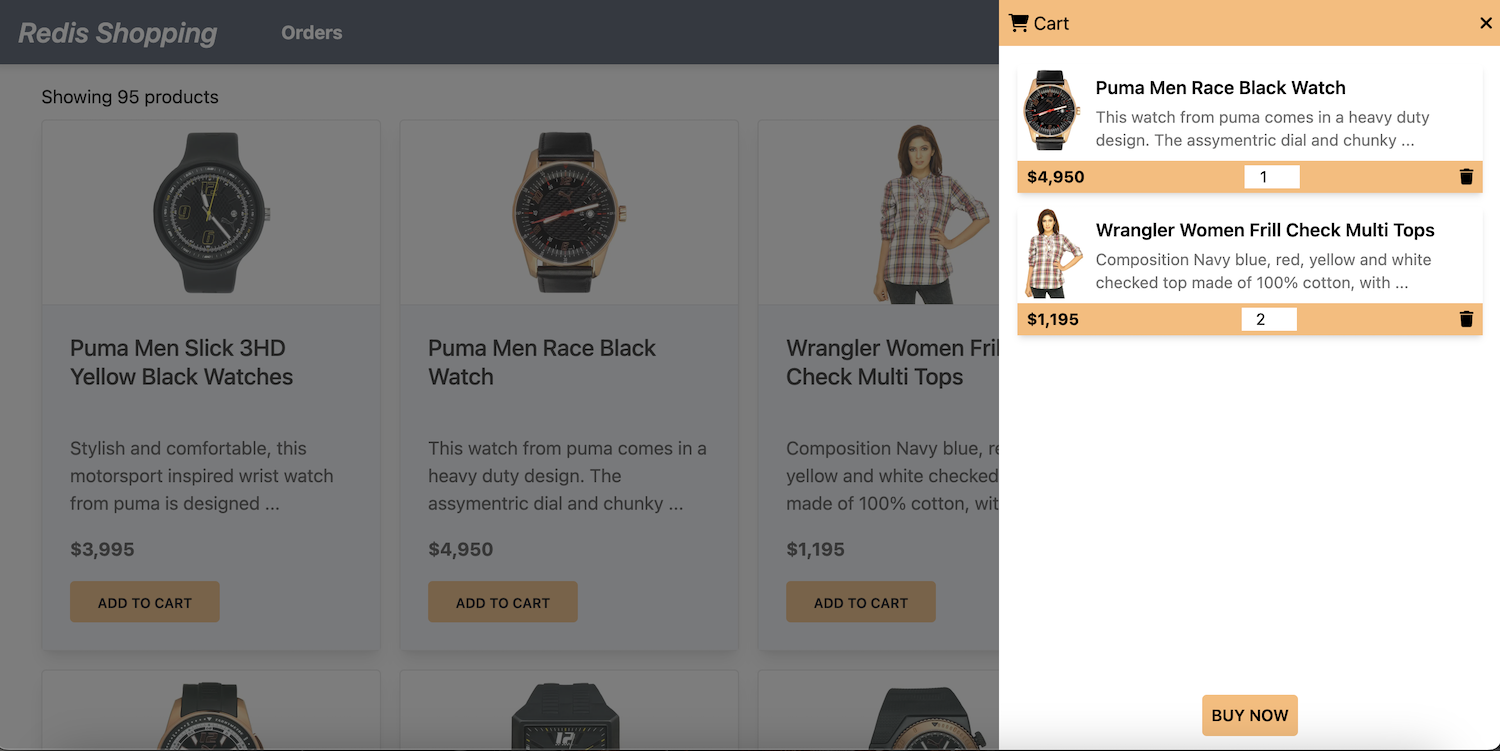 Redis Shopping
Orders
Showing 95 products
Puma Men Slick 3HD
Yellow Black Watches
Stylish and comfortable, this
motorsport inspired wrist watch
from puma is designed ...
$3,995
ADD TO CART
Puma Men Race Black
Watch
This watch from puma comes in a
heavy duty design. The
assymentric dial and chunky ...
$4,950
ADD TO CART
Wrangler Women Fril
Check Multi Tops
Composition Navy blue, re
yellow and white checked
made of 100% cotton, wit
$1,195
ADD TO CART
Cart
Puma Men Race Black Watch
This watch from puma comes in a heavy duty
design. The assymentric dial and chunky ...
$4,950
1
Wrangler Women Frill Check Multi Tops
Composition Navy blue, red, yellow and white
checked top made of 100% cotton, with ...
$1,195
2
BUY NOW